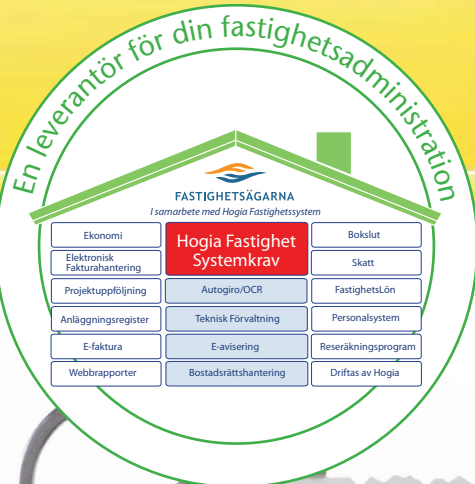 En leverantör för din fastighetsadministration
FASTIGHETSÄGARNA
I samarbete med Hogia Fastighetssystem
Ekonomi
Elektronisk
Fakturahantering
Projektuppföljning
Anläggningsregister
E-faktura
Webbrapporter
Hogia Fastighet
Systemkrav
Autogiro/OCR
Teknisk Förvaltning
E-avisering
Bostadsrättshantering
Bokslut
Skatt
FastighetsLön
Personalsystem
Reseräkningsprogram
Driftas av Hogia